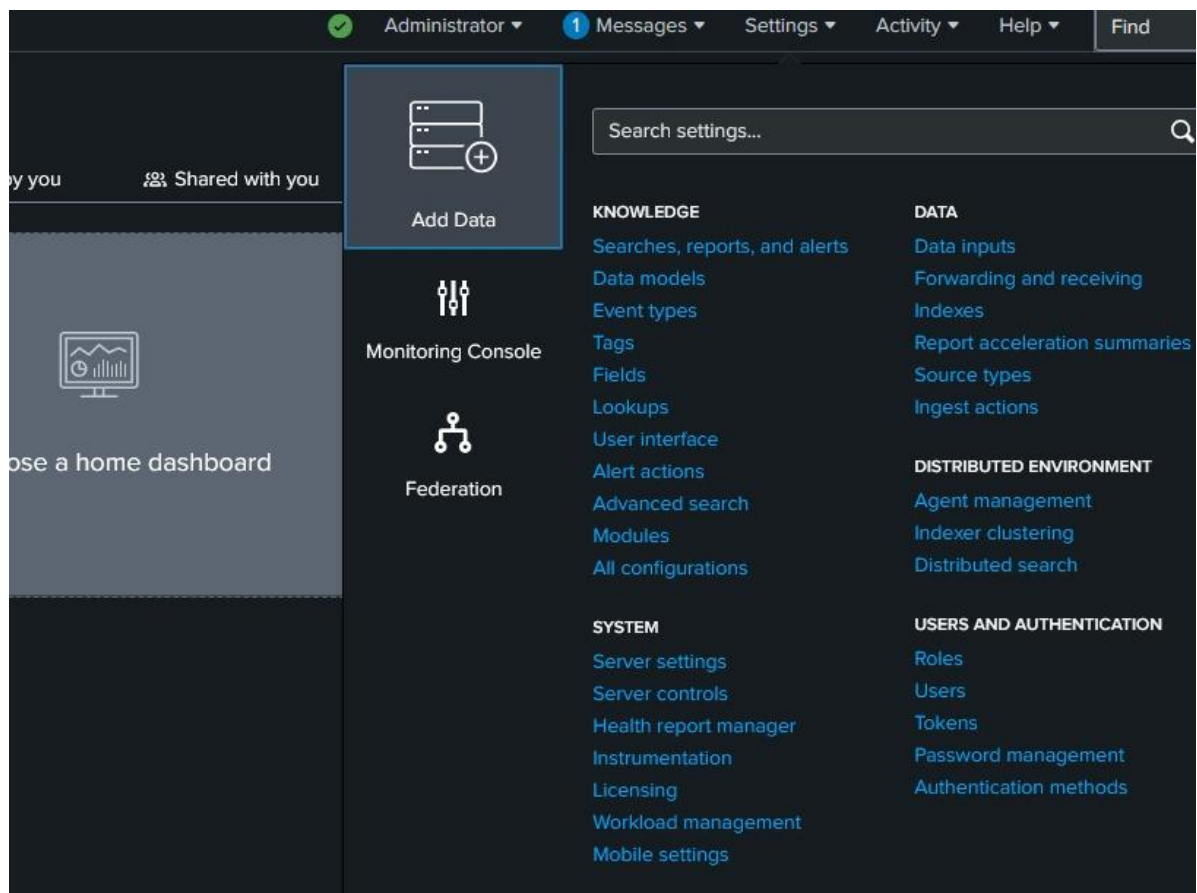 Administrator 1 Messages Settings Activity Help Find
by you Shared with you
ose a home dashboard
Add Data
Monitoring Console
Federation
Search settings...
KNOWLEDGE
Searches, reports, and alerts
Data models
Event types
Tags
Fields
Lookups
User interface
Alert actions
Advanced search
Modules
All configurations
SYSTEM
Server settings
Server controls
Health report manager
Instrumentation
Licensing
Workload management
Mobile settings
DATA
Data inputs
Forwarding and receiving
Indexes
Report acceleration summaries
Source types
Ingest actions
DISTRIBUTED ENVIRONMENT
Agent management
Indexer clustering
Distributed search
USERS AND AUTHENTICATION
Roles
Users
Tokens
Password management
Authentication methods